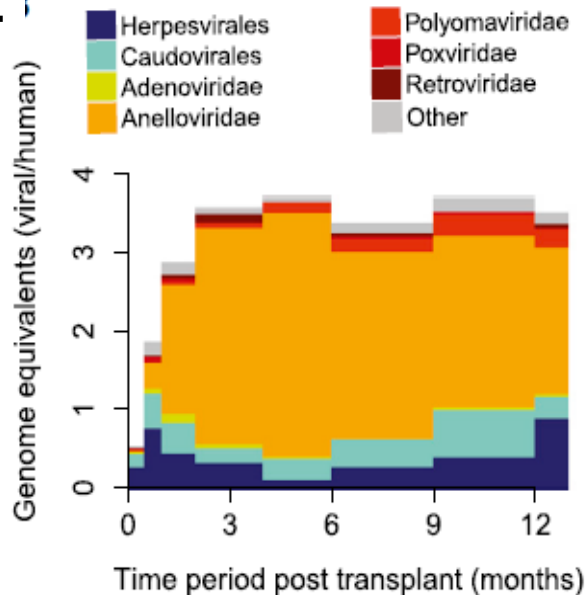 Herpesvirales
Caudovirales
Adenoviridae
Anelloviridae
Polyomaviridae
Poxviridae
Retroviridae
Other
Genome equivalents (viral/human)
4
3
2
1
0
0 3 6 9 12
Time period post transplant (months)